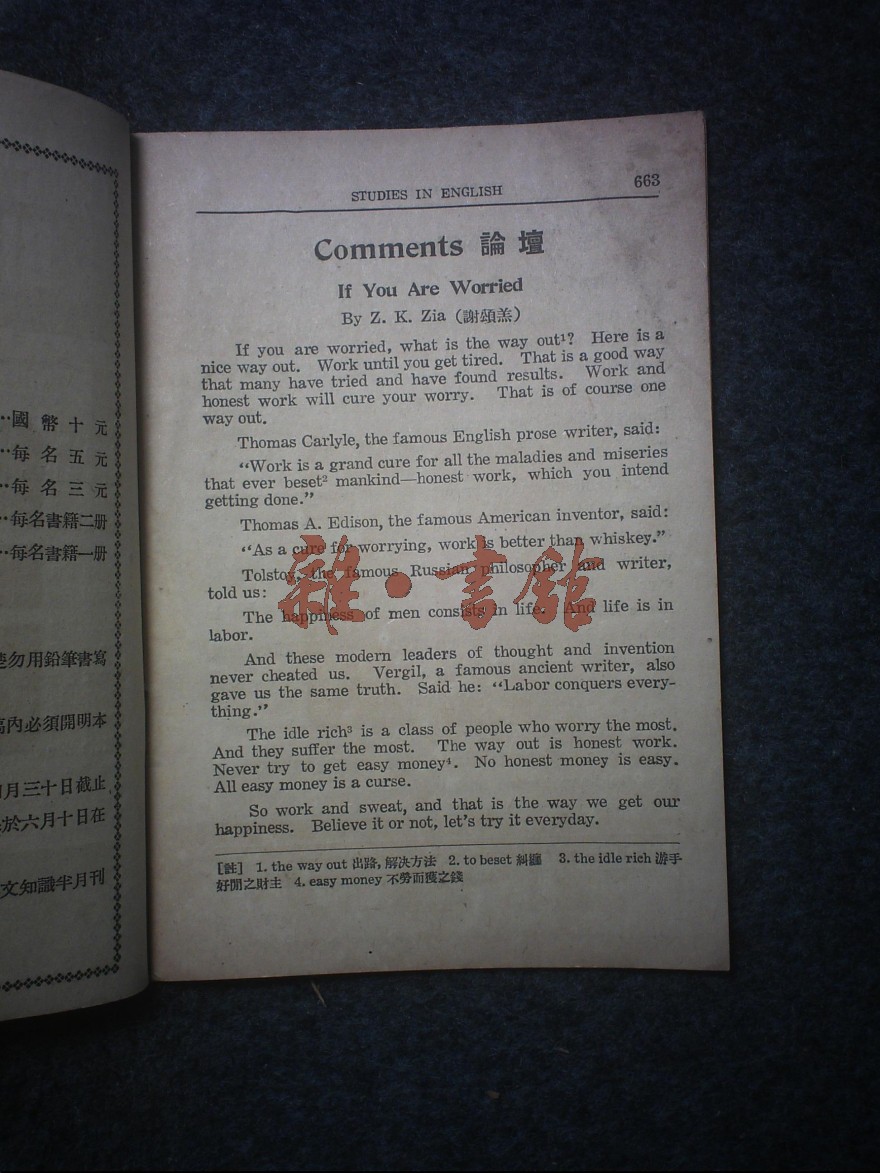 ‥國幣十元
‥每名五元
‥每名三元
‥每名書籍二册
‥每名書籍一册
勿用鉛筆書寫
內必須開明本
月三十日截止
於六月十日在
文知識半月刊
STUDIES IN ENGLISH 663
Comments 論壇
If You Are Worried
By Z. K. Zia (謝頌羔)
If you are worried, what is the way out¹? Here is a
nice way out. Work until you get tired. That is a good way
that many have tried and have found results. Work and
honest work will cure your worry. That is of course one
way out.
Thomas Carlyle, the famous English prose writer, said:
“Work is a grand cure for all the maladies and miseries
that ever beset² mankind—honest work, which you intend
getting done.”
Thomas A. Edison, the famous American inventor, said:
“As a cure for worrying, work is better than whiskey.”
Tolstoy, the famous Russian philosopher and writer,
told us:
The happiness of men consists in life. And life is in
labor.
And these modern leaders of thought and invention
never cheated us. Vergil, a famous ancient writer, also
gave us the same truth. Said he: “Labor conquers every-
thing.”
The idle rich³ is a class of people who worry the most.
And they suffer the most. The way out is honest work.
Never try to get easy money⁴. No honest money is easy.
All easy money is a curse.
So work and sweat, and that is the way we get our
happiness. Believe it or not, let’s try it everyday.
[註] 1. the way out 出路,解决方法 2. to beset 糾纏 3. the idle rich 游手
好閒之財主 4. easy money 不勞而獲之錢
雜·書館